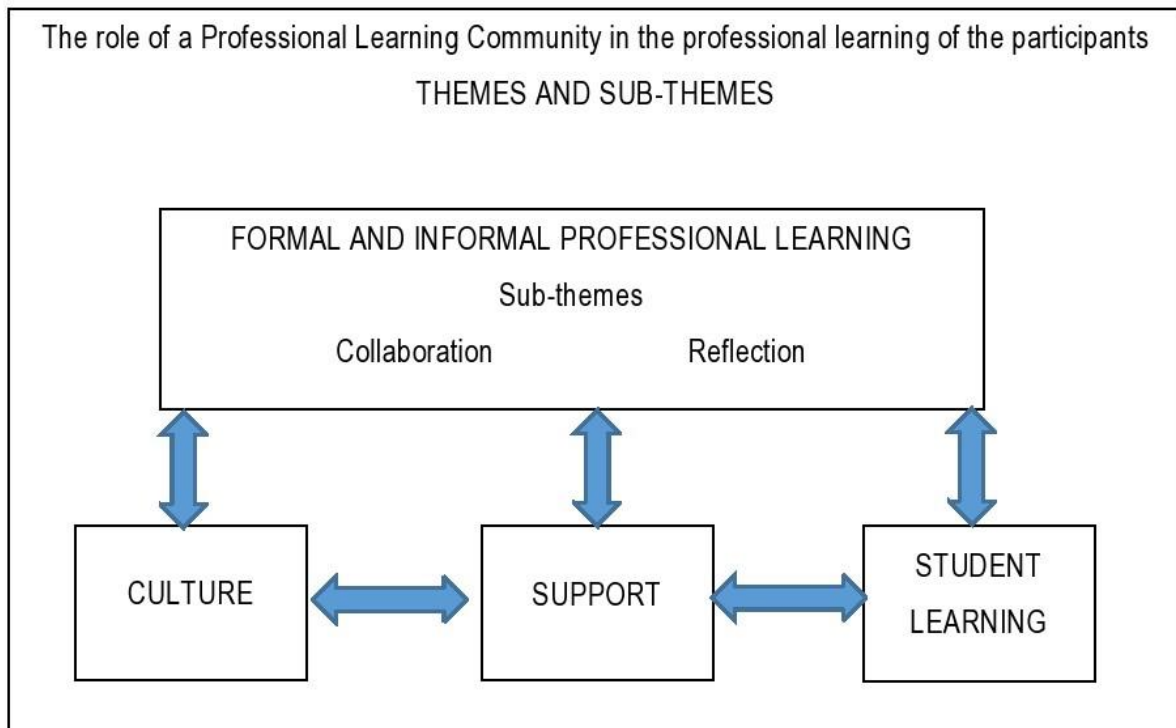 The role of a Professional Learning Community in the professional learning of the participants
THEMES AND SUB-THEMES
FORMAL AND INFORMAL PROFESSIONAL LEARNING
Sub-themes
Collaboration Reflection
CULTURE
SUPPORT
STUDENT
LEARNING